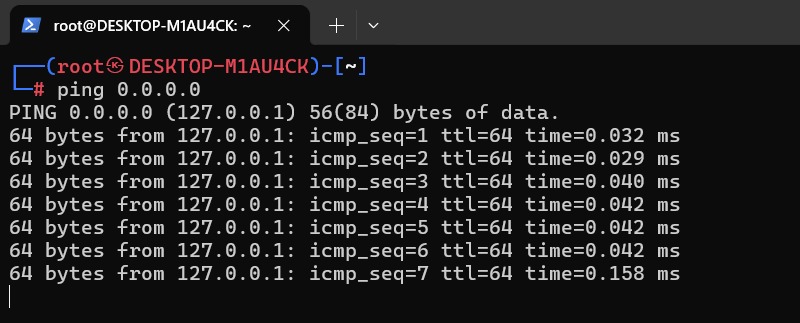 root@DESKTOP-M1AU4CK: ~
┌──(root㉿DESKTOP-M1AU4CK)-[~]
└─# ping 0.0.0.0
PING 0.0.0.0 (127.0.0.1) 56(84) bytes of data.
64 bytes from 127.0.0.1: icmp_seq=1 ttl=64 time=0.032 ms
64 bytes from 127.0.0.1: icmp_seq=2 ttl=64 time=0.029 ms
64 bytes from 127.0.0.1: icmp_seq=3 ttl=64 time=0.040 ms
64 bytes from 127.0.0.1: icmp_seq=4 ttl=64 time=0.042 ms
64 bytes from 127.0.0.1: icmp_seq=5 ttl=64 time=0.042 ms
64 bytes from 127.0.0.1: icmp_seq=6 ttl=64 time=0.042 ms
64 bytes from 127.0.0.1: icmp_seq=7 ttl=64 time=0.158 ms